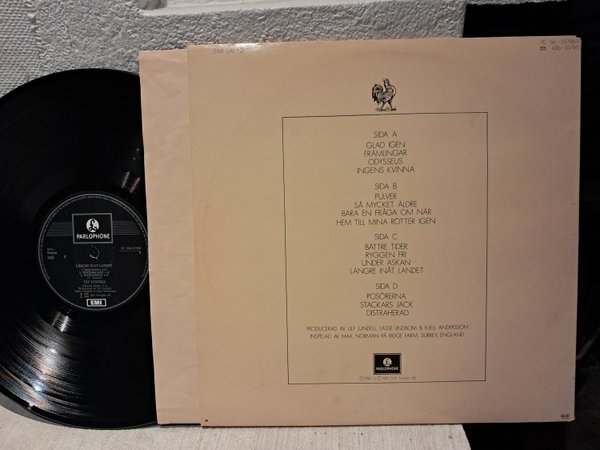 PARLOPHONE
LÄNGRE INÅT LANDET
ULF LUNDELL
EMI
SIDA A
GLAD IGEN
FRÄMLINGAR
ODYSSEUS
INGENS KVINNA
SIDA B
PULVER
SÅ MYCKET ÄLDRE
BARA EN FRÅGA OM NÄR
HEM TILL MINA RÖTTER IGEN
SIDA C
BÄTTRE TIDER
RYGGEN FRI
UNDER ASKAN
LÄNGRE INÅT LANDET
SIDA D
POSÖRERNA
STACKARS JACK
DISTRAHERAD
PRODUCERAD AV ULF LUNDELL, LASSE LINDBOM & KJELL ANDERSSON
INSPELAD AV MAX NORMAN PÅ RIDGE FARM, SURREY, ENGLAND
PARLOPHONE